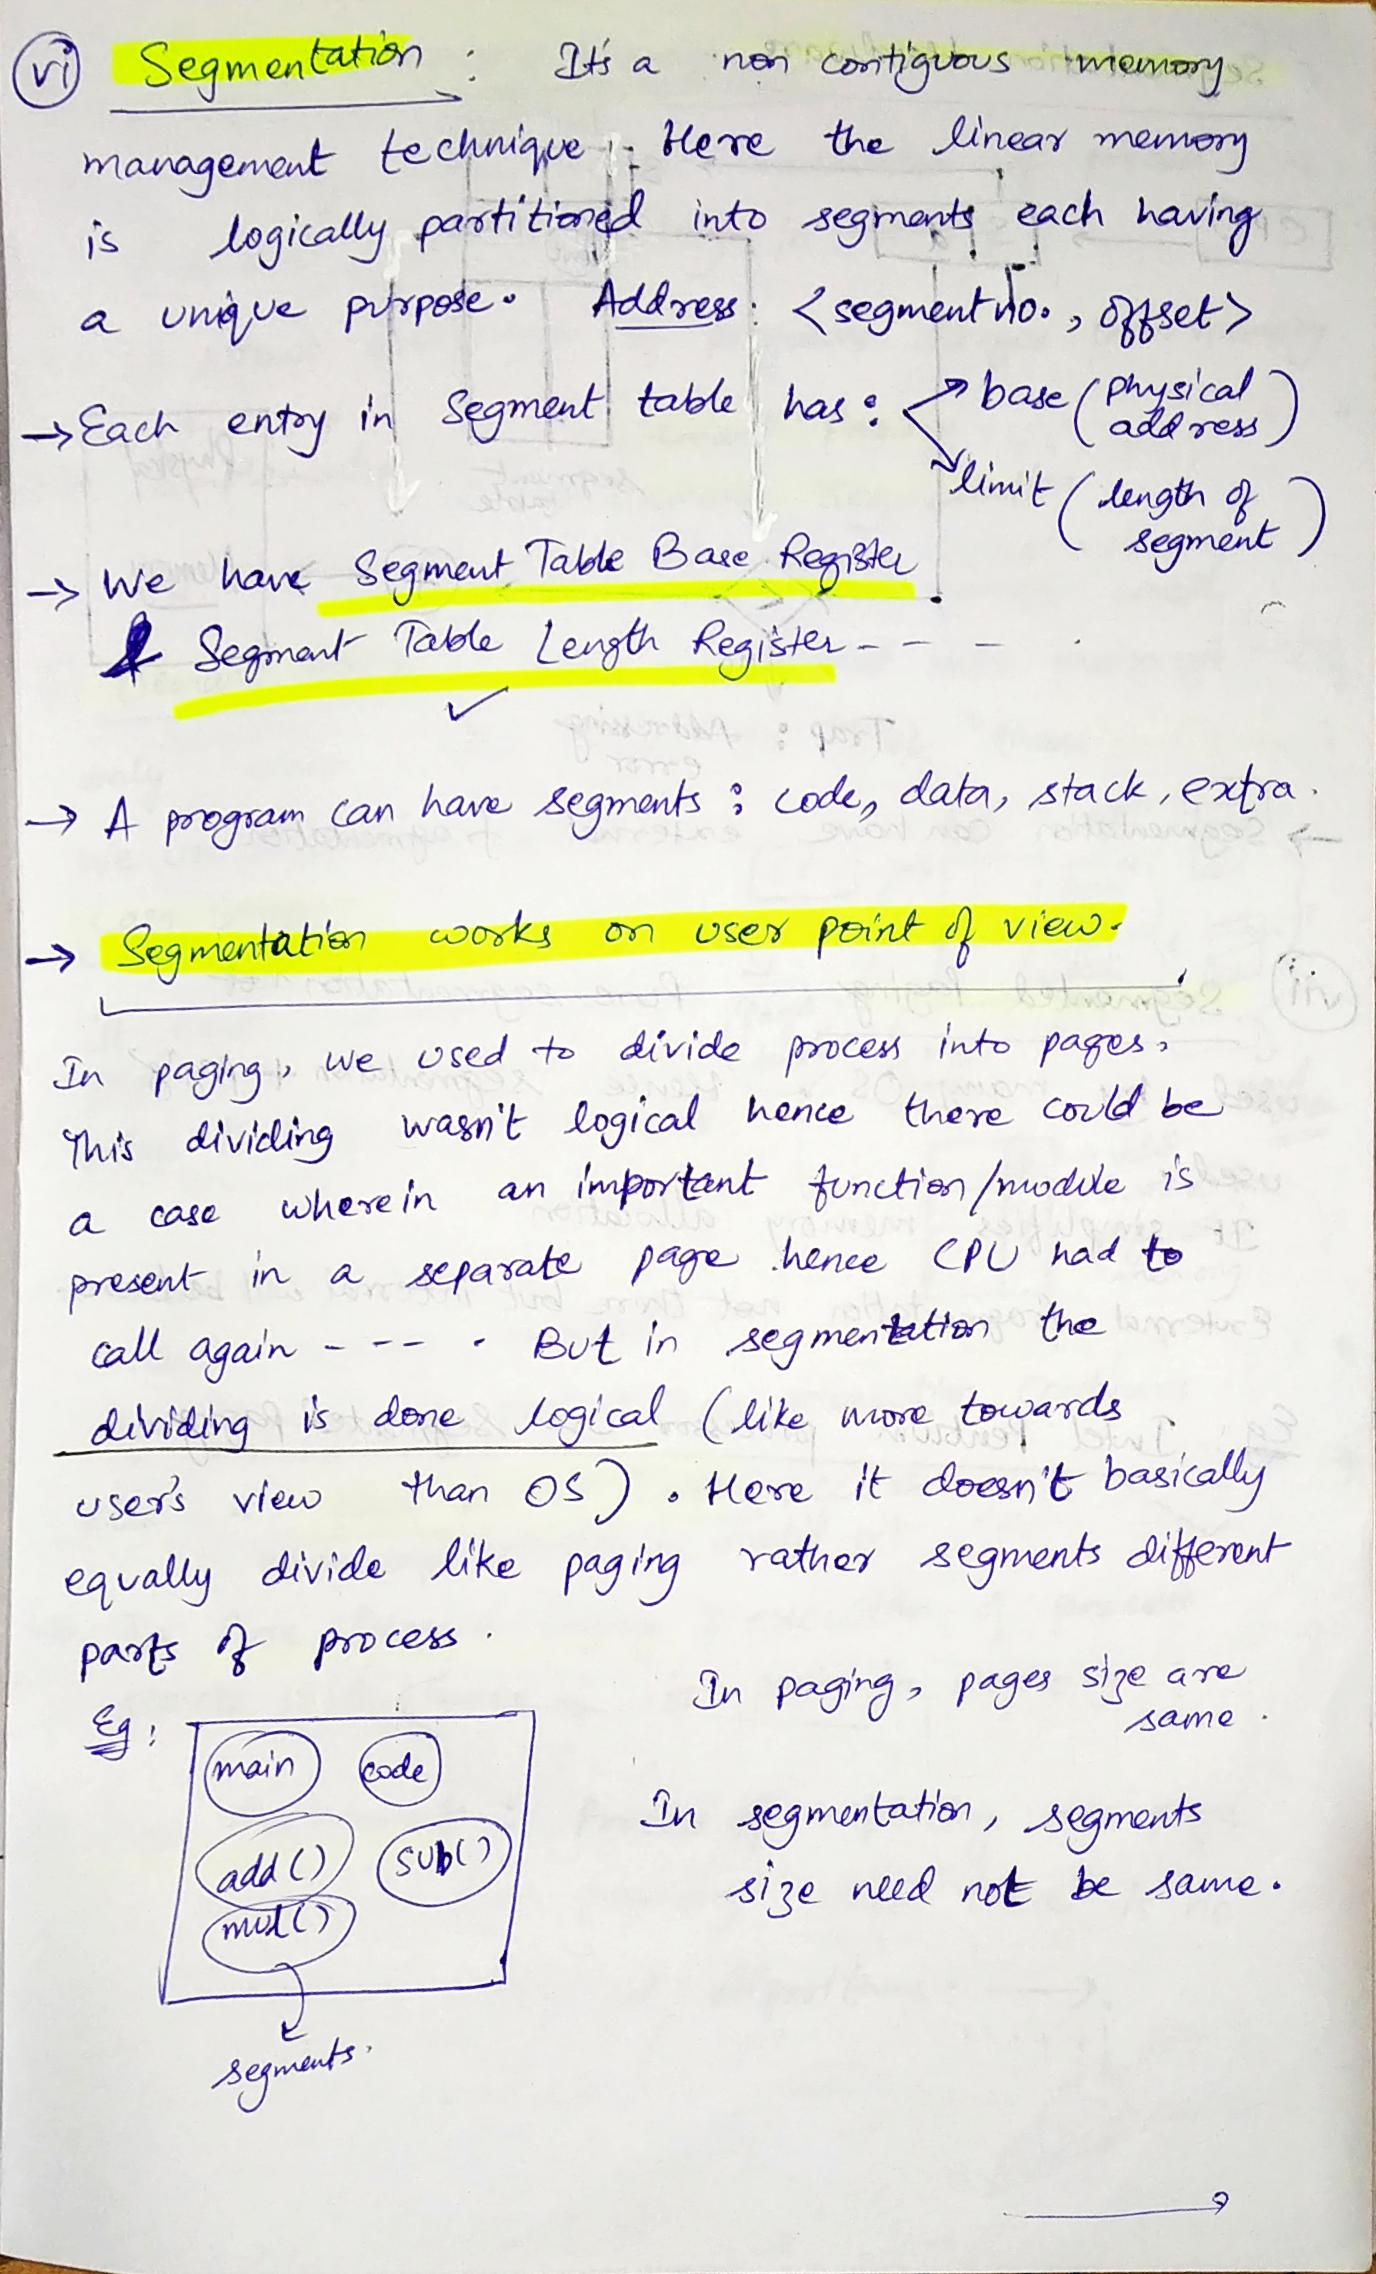 vi Segmentation : It's a non contiguous memory
management technique. Here the linear memory
is logically partitioned into segments each having
a unique purpose. Address: <segment no., offset>
→ Each entry in segment table has: base (physical address)
limit (length of segment)
→ We have Segment Table Base Register
& Segment Table Length Register - - - .
→ A program can have segments : code, data, stack, extra.
→ Segmentation works on user point of view.
In paging, we used to divide process into pages,
This dividing wasn't logical hence there could be
a case wherein an important function/module is
present in a separate page hence CPU had to
call again - - - . But in segmentation the
dividing is done logical (like more towards
user's view than OS). Here it doesn't basically
equally divide like paging rather segments different
parts of process.
In paging, pages size are
same.
Eg:
main code
add() sub()
mul()
segments.
In segmentation, segments
size need not be same.